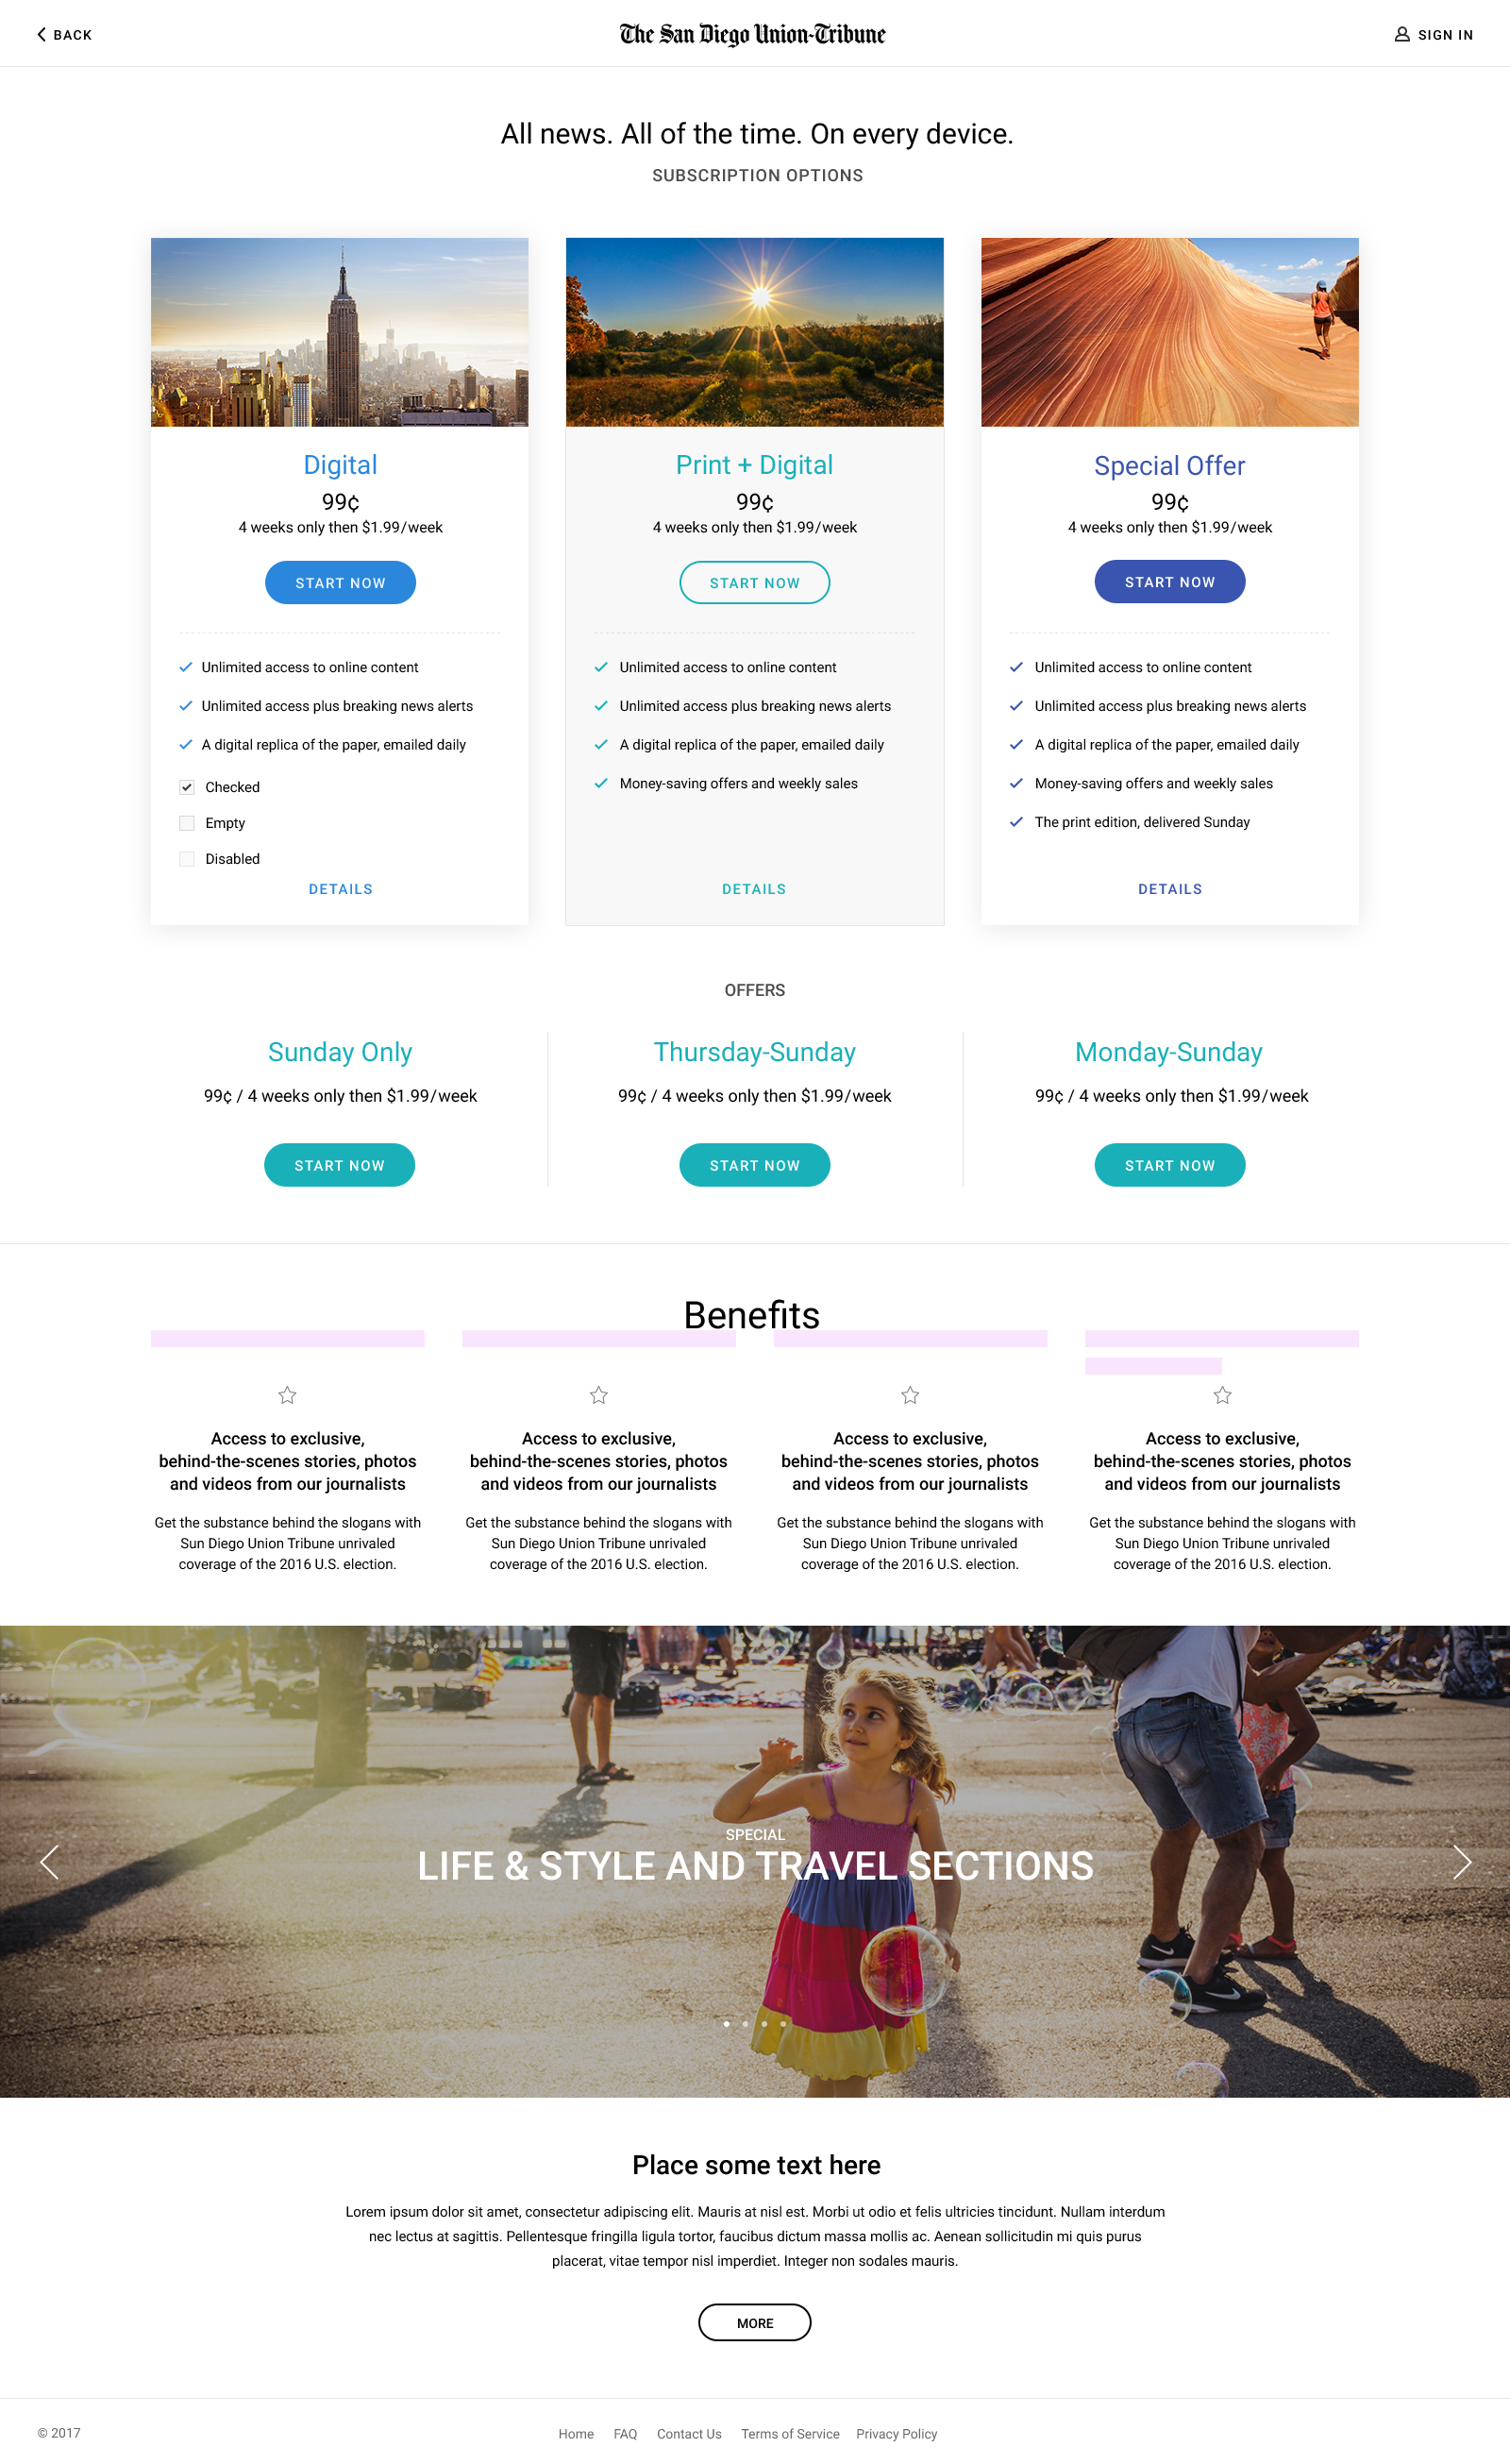 BACK
The San Diego Union-Tribune
SIGN IN
All news. All of the time. On every device.
SUBSCRIPTION OPTIONS
Digital
99¢
4 weeks only then $1.99/week
START NOW
Unlimited access to online content
Unlimited access plus breaking news alerts
A digital replica of the paper, emailed daily
Checked
Empty
Disabled
DETAILS
Print + Digital
99¢
4 weeks only then $1.99/week
START NOW
Unlimited access to online content
Unlimited access plus breaking news alerts
A digital replica of the paper, emailed daily
Money-saving offers and weekly sales
DETAILS
Special Offer
99¢
4 weeks only then $1.99/week
START NOW
Unlimited access to online content
Unlimited access plus breaking news alerts
A digital replica of the paper, emailed daily
Money-saving offers and weekly sales
The print edition, delivered Sunday
DETAILS
OFFERS
Sunday Only
99¢ / 4 weeks only then $1.99/week
START NOW
Thursday-Sunday
99¢ / 4 weeks only then $1.99/week
START NOW
Monday-Sunday
99¢ / 4 weeks only then $1.99/week
START NOW
Benefits
Access to exclusive,
behind-the-scenes stories, photos
and videos from our journalists
Get the substance behind the slogans with
Sun Diego Union Tribune unrivaled
coverage of the 2016 U.S. election.
Access to exclusive,
behind-the-scenes stories, photos
and videos from our journalists
Get the substance behind the slogans with
Sun Diego Union Tribune unrivaled
coverage of the 2016 U.S. election.
Access to exclusive,
behind-the-scenes stories, photos
and videos from our journalists
Get the substance behind the slogans with
Sun Diego Union Tribune unrivaled
coverage of the 2016 U.S. election.
Access to exclusive,
behind-the-scenes stories, photos
and videos from our journalists
Get the substance behind the slogans with
Sun Diego Union Tribune unrivaled
coverage of the 2016 U.S. election.
SPECIAL
LIFE & STYLE AND TRAVEL SECTIONS
Place some text here
Lorem ipsum dolor sit amet, consectetur adipiscing elit. Mauris at nisl est. Morbi ut odio et felis ultricies tincidunt. Nullam interdum
nec lectus at sagittis. Pellentesque fringilla ligula tortor, faucibus dictum massa mollis ac. Aenean sollicitudin mi quis purus
placerat, vitae tempor nisl imperdiet. Integer non sodales mauris.
MORE
© 2017
Home FAQ Contact Us Terms of Service Privacy Policy